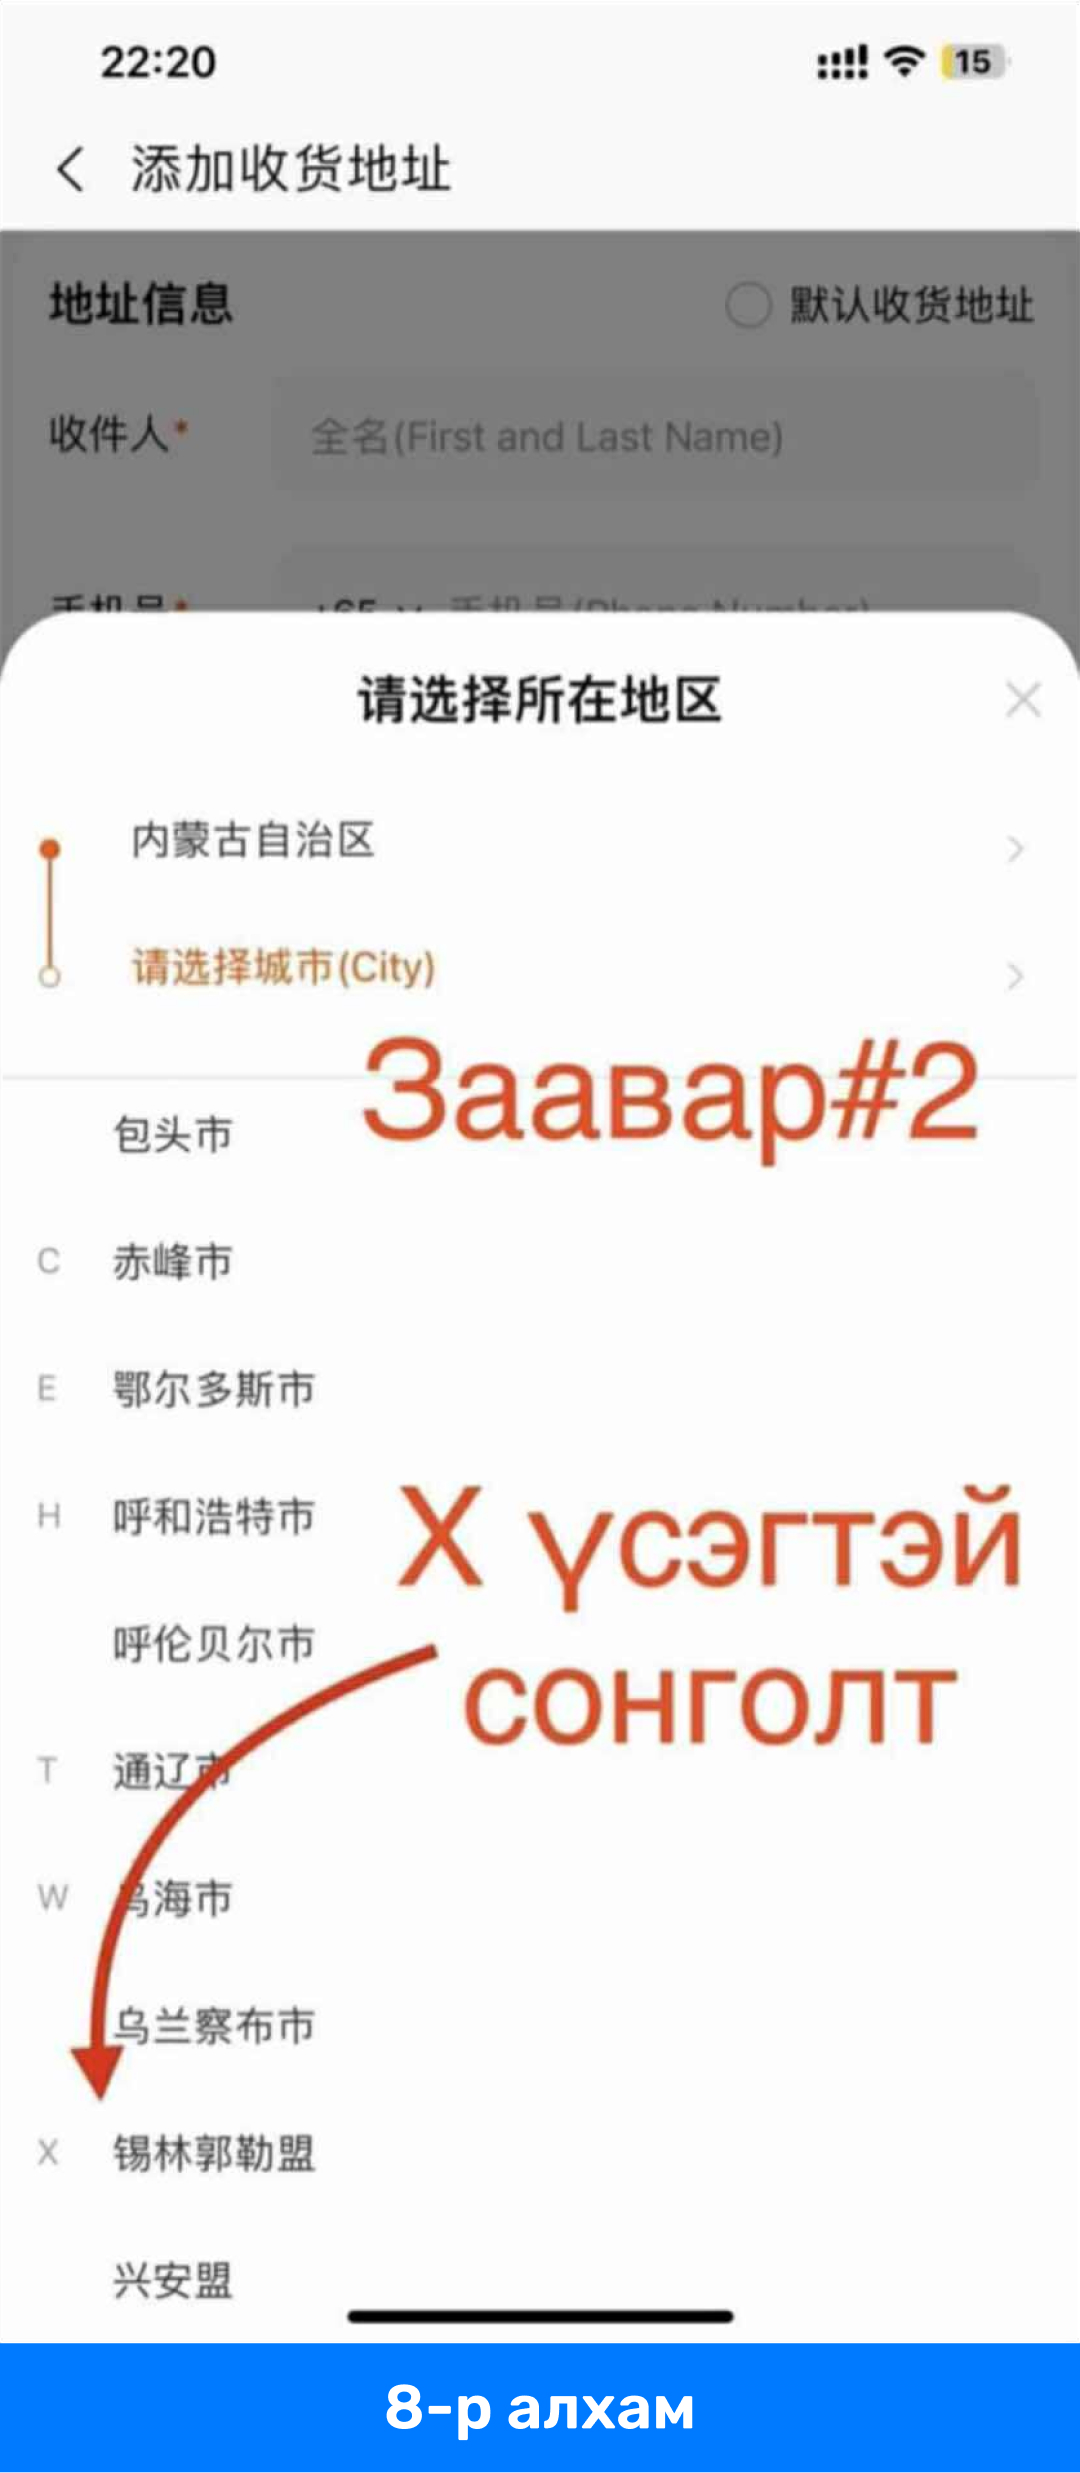 22:20
15
添加收货地址
地址信息
默认收货地址
收件人*
全名(First and Last Name)
手机号* +65 手机号(Phone Number)
请选择所在地区
内蒙古自治区
请选择城市(City)
Заавар#2
包头市
C 赤峰市
E 鄂尔多斯市
H 呼和浩特市
X үсэгтэй
呼伦贝尔市
сонголт
T 通辽市
W 乌海市
乌兰察布市
X 锡林郭勒盟
兴安盟
8-р алхам